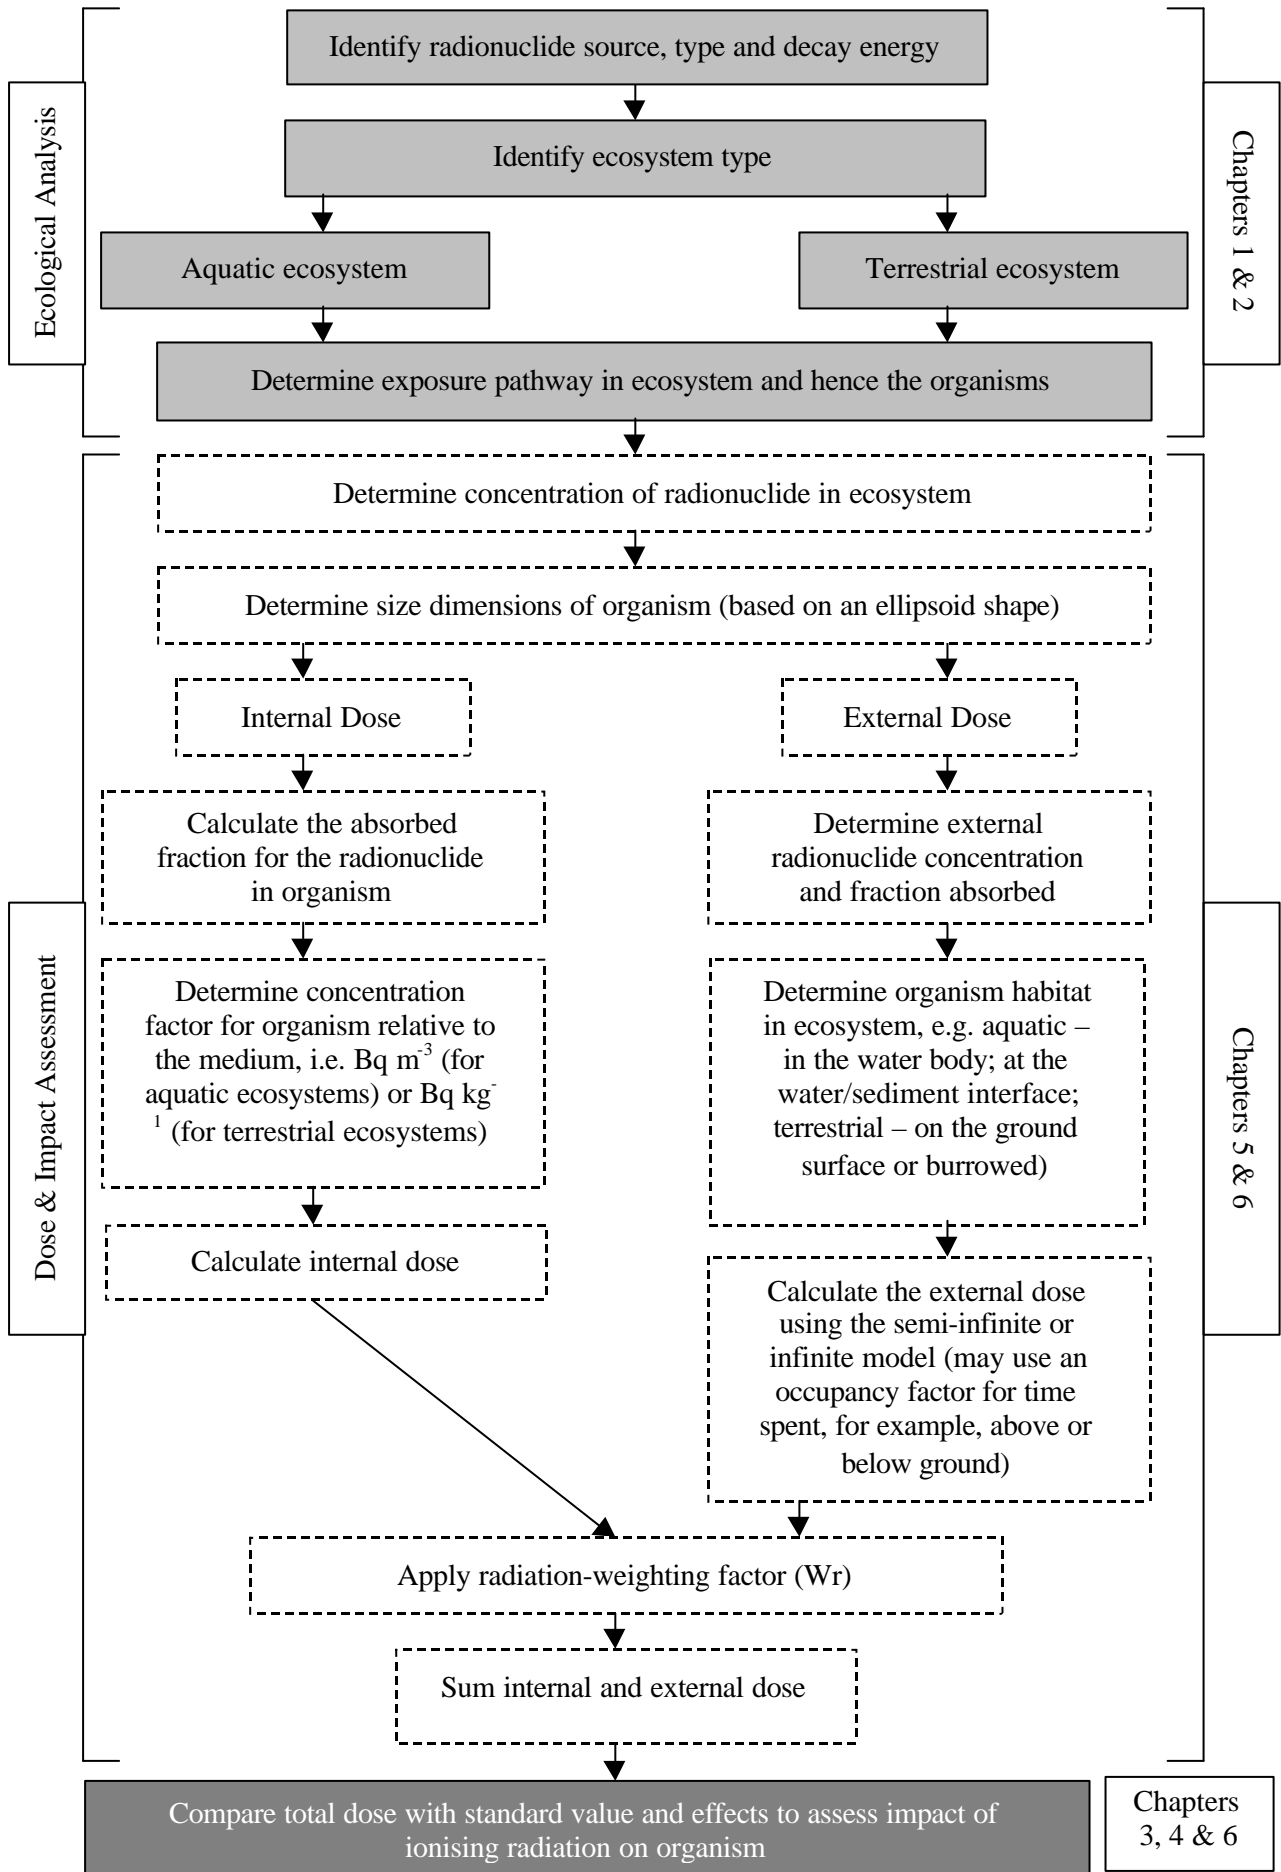 Identify radionuclide source, type and decay energy
Identify ecosystem type
Aquatic ecosystem
Terrestrial ecosystem
Determine exposure pathway in ecosystem and hence the organisms
Ecological Analysis
Chapters 1 & 2
Determine concentration of radionuclide in ecosystem
Determine size dimensions of organism (based on an ellipsoid shape)
Internal Dose
External Dose
Calculate the absorbed
fraction for the radionuclide
in organism
Determine external
radionuclide concentration
and fraction absorbed
Determine concentration
factor for organism relative to
the medium, i.e. Bq m-3 (for
aquatic ecosystems) or Bq kg-
1 (for terrestrial ecosystems)
Determine organism habitat
in ecosystem, e.g. aquatic –
in the water body; at the
water/sediment interface;
terrestrial – on the ground
surface or burrowed)
Calculate internal dose
Calculate the external dose
using the semi-infinite or
infinite model (may use an
occupancy factor for time
spent, for example, above or
below ground)
Dose & Impact Assessment
Chapters 5 & 6
Apply radiation-weighting factor (Wr)
Sum internal and external dose
Compare total dose with standard value and effects to assess impact of
ionising radiation on organism
Chapters
3, 4 & 6